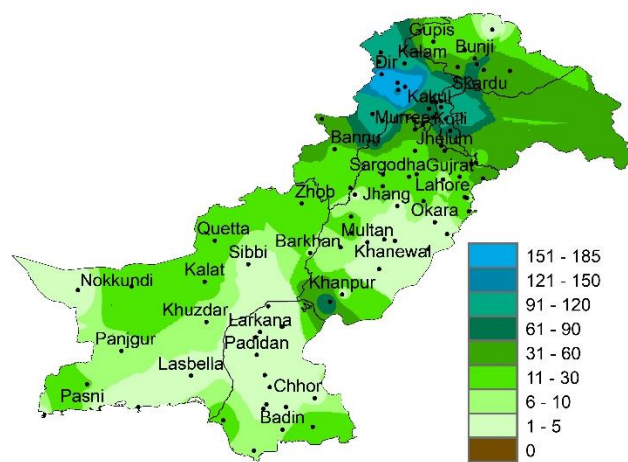 Gupis
Kalam
Bunji
Dir
Skardu
Kakul
Murree
Kotli
Bannu
Jhelum
Sargodha
Gujrat
Zhob
Jhang
Lahore
Okara
Quetta
Multan
Sibbi
Barkhan
Khanewal
Nokkundi
Kalat
Khanpur
Khuzdar
Larkana
Panjgur
Padidan
Lasbella
Pasni
Chhor
Badin
151 - 185
121 - 150
91 - 120
61 - 90
31 - 60
11 - 30
6 - 10
1 - 5
0